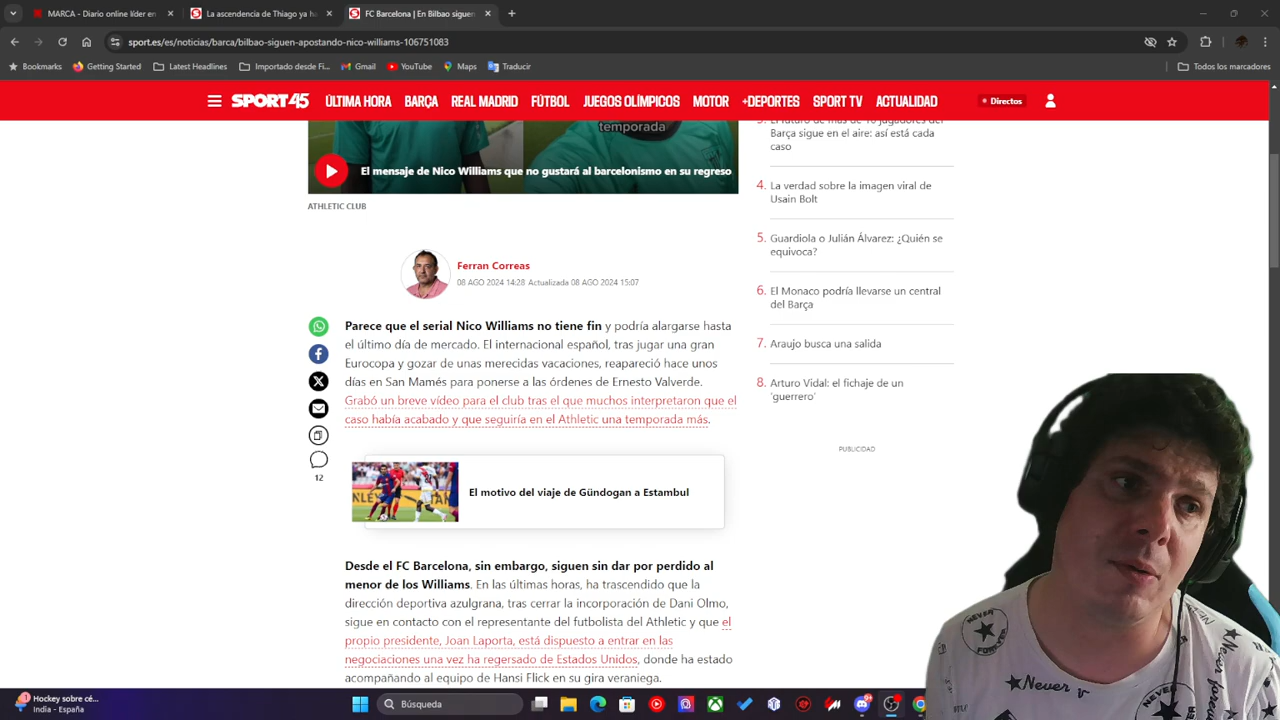 MARCA - Diario online líder en
La ascendencia de Thiago ya ha
FC Barcelona | En Bilbao siguen
sport.es/es/noticias/barca/bilbao-siguen-apostando-nico-williams-106751083
Bookmarks
Getting Started
Latest Headlines
Importado desde Fi...
Gmail
YouTube
Maps
Traducir
Todos los marcadores
SPORT45
ÚLTIMA HORA
BARÇA
REAL MADRID
FÚTBOL
JUEGOS OLÍMPICOS
MOTOR
+DEPORTES
SPORT TV
ACTUALIDAD
Directos
temporada
El mensaje de Nico Williams que no gustará al barcelonismo en su regreso
ATHLETIC CLUB
Ferran Correas
08 AGO 2024 14:28 Actualizada 08 AGO 2024 15:07
Parece que el serial Nico Williams no tiene fin y podría alargarse hasta
el último día de mercado. El internacional español, tras jugar una gran
Eurocopa y gozar de unas merecidas vacaciones, reapareció hace unos
días en San Mamés para ponerse a las órdenes de Ernesto Valverde.
Grabó un breve vídeo para el club tras el que muchos interpretaron que el
caso había acabado y que seguiría en el Athletic una temporada más.
12
El motivo del viaje de Gündogan a Estambul
Desde el FC Barcelona, sin embargo, siguen sin dar por perdido al
menor de los Williams. En las últimas horas, ha trascendido que la
dirección deportiva azulgrana, tras cerrar la incorporación de Dani Olmo,
sigue en contacto con el representante del futbolista del Athletic y que el
propio presidente, Joan Laporta, está dispuesto a entrar en las
negociaciones una vez ha regersado de Estados Unidos, donde ha estado
acompañando al equipo de Hansi Flick en su gira veraniega.
3. El futuro de más de 10 jugadores del
Barça sigue en el aire: así está cada
caso
4. La verdad sobre la imagen viral de
Usain Bolt
5. Guardiola o Julián Álvarez: ¿Quién se
equivoca?
6. El Monaco podría llevarse un central
del Barça
7. Araujo busca una salida
8. Arturo Vidal: el fichaje de un
'guerrero'
PUBLICIDAD
NEVER
Never
1
Hockey sobre cé...
India - España
Búsqueda